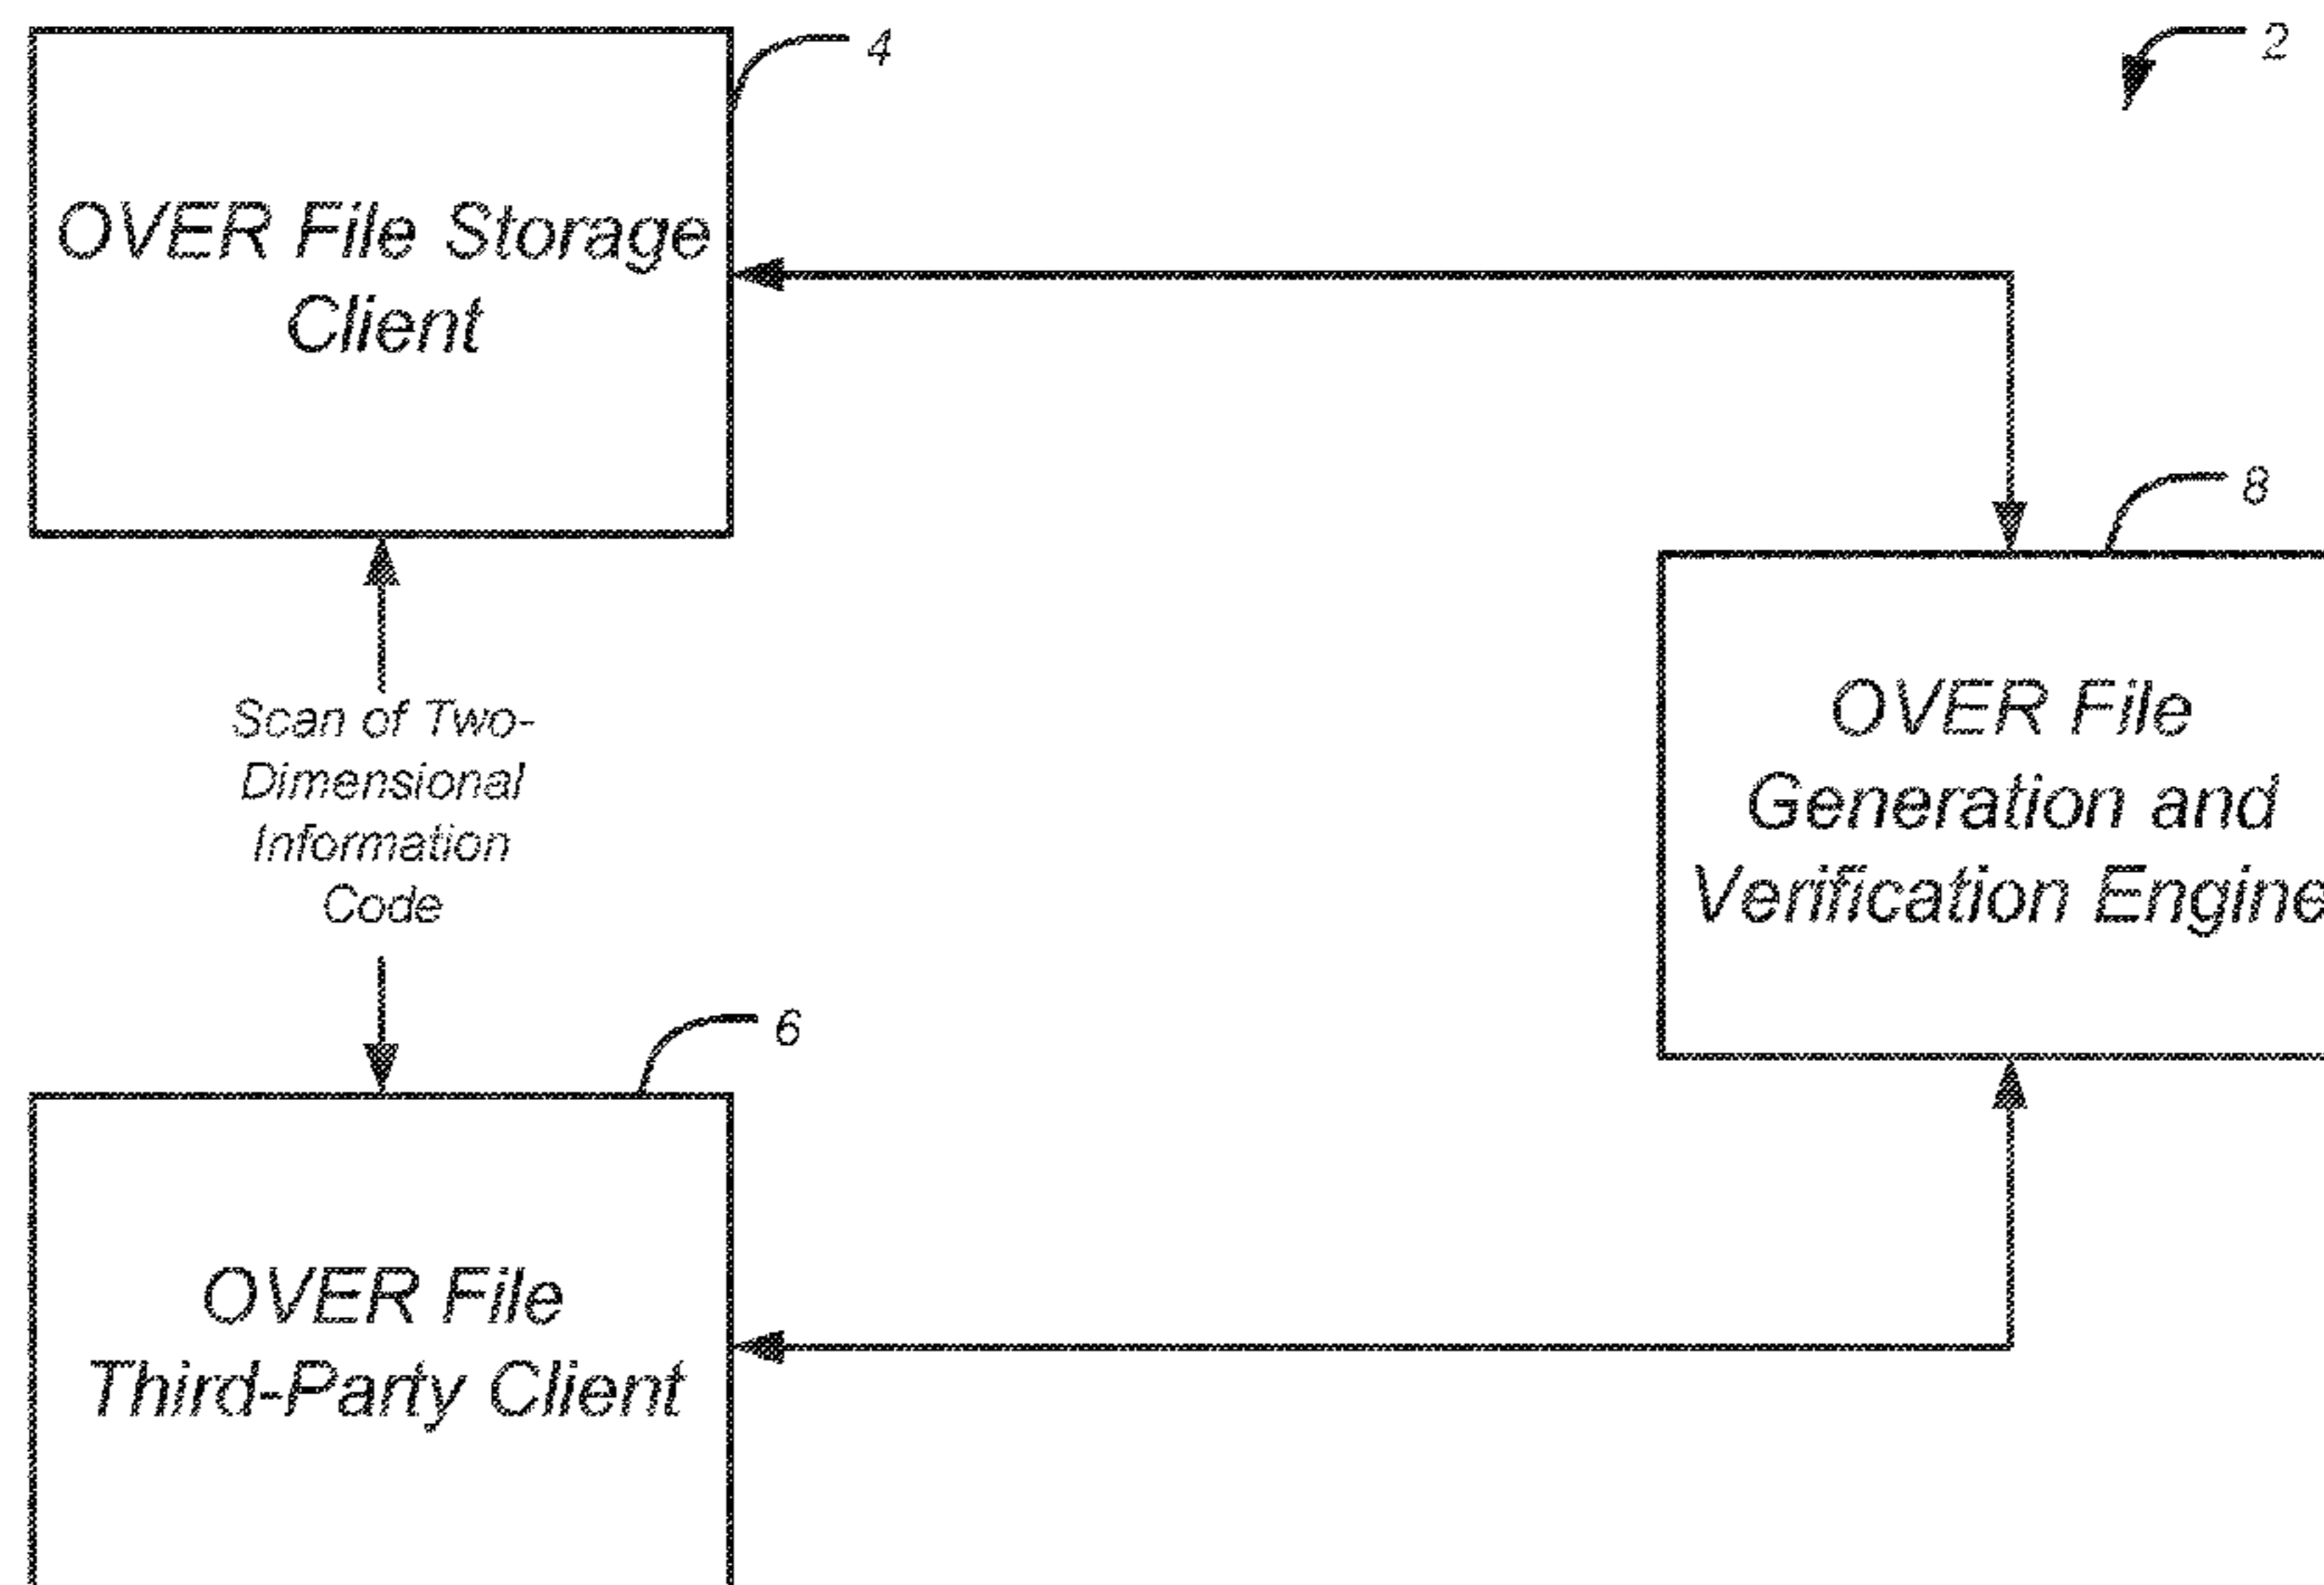 4
2
OVER File Storage
Client
8
Scan of Two-
Dimensional
Information
Code
OVER File
Generation and
Verification Engine
6
OVER File
Third-Party Client